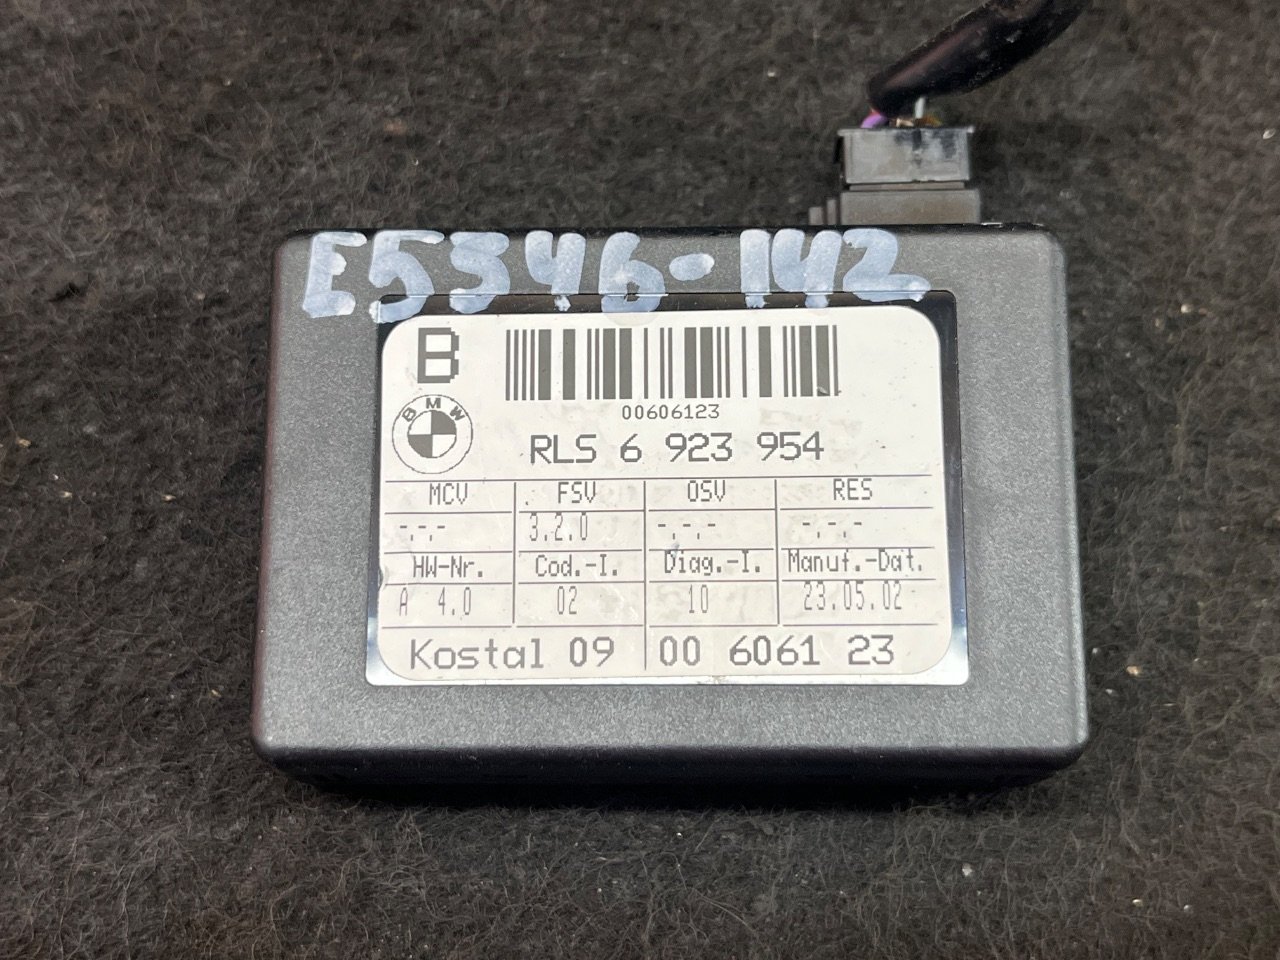 E5346-142
B
BMW
00606123
RLS 6 923 954
MCV FSV OSV RES
-.-.- 3.2.0 -.-.- -.-.-
HW-Nr. Cod.-I. Diag.-I. Manuf.-Dat.
A 4.0 02 10 23.05.02
Kostal 09 00 6061 23